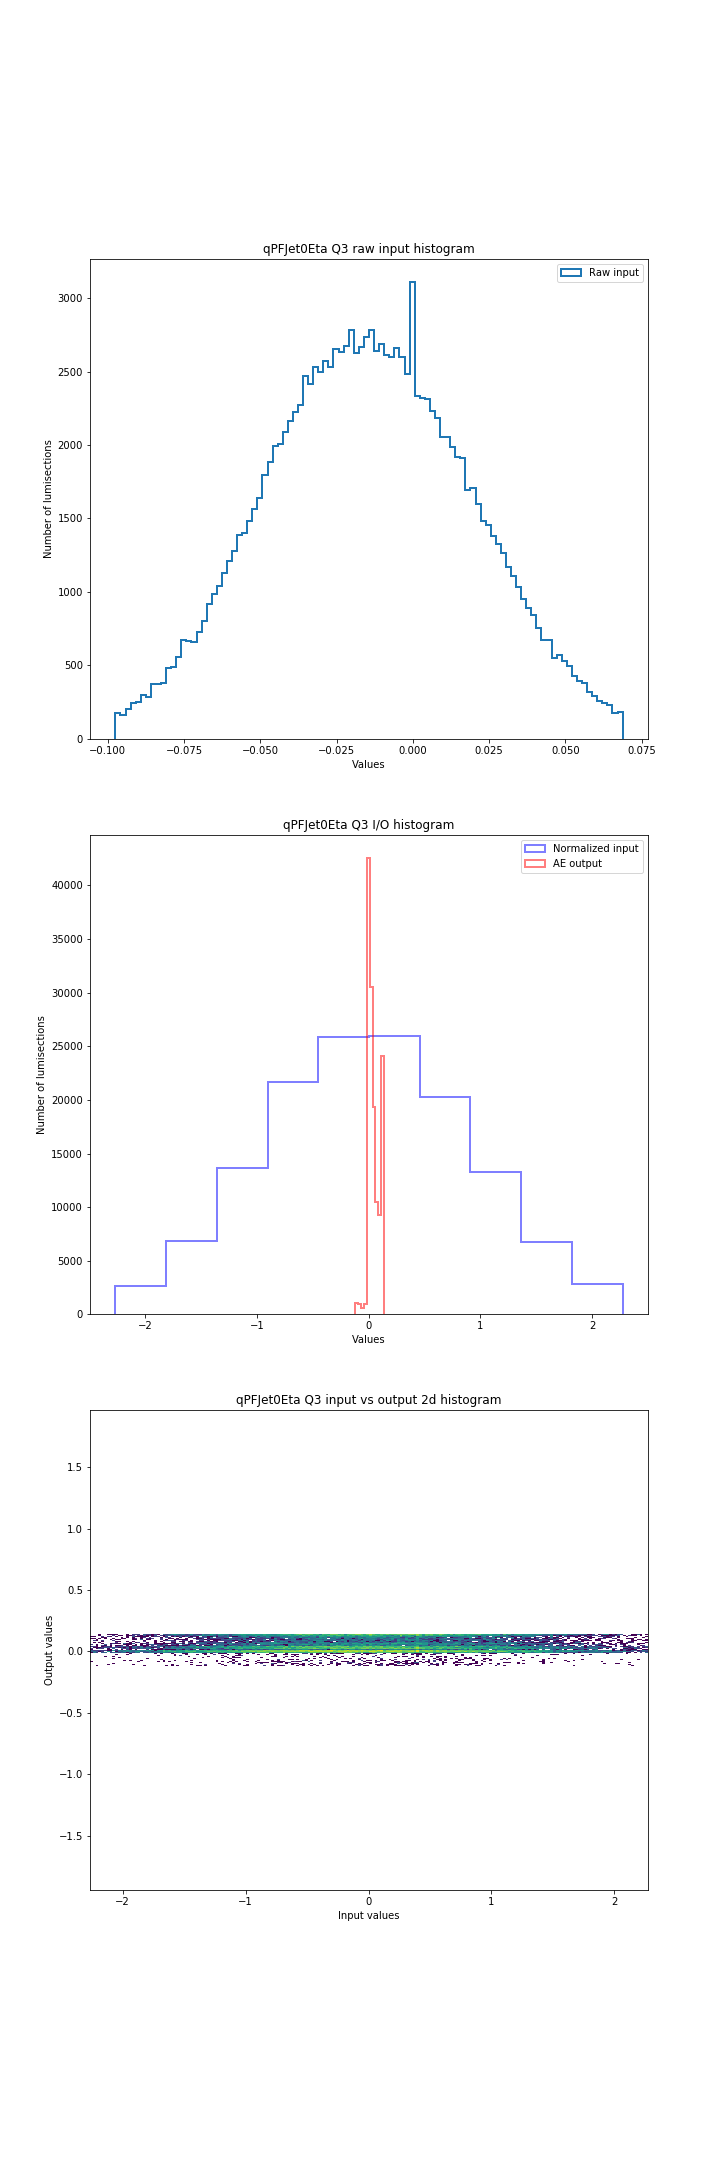 qPFJet0Eta Q3 raw input histogram
Raw input
3000
2500
2000
1500
1000
500
0
Number of lumisections
−0.100 −0.075 −0.050 −0.025 0.000 0.025 0.050 0.075
Values
qPFJet0Eta Q3 I/O histogram
Normalized input
AE output
40000
35000
30000
25000
20000
15000
10000
5000
0
Number of lumisections
−2 −1 0 1 2
Values
qPFJet0Eta Q3 input vs output 2d histogram
1.5
1.0
0.5
0.0
−0.5
−1.0
−1.5
Output values
−2 −1 0 1 2
Input values